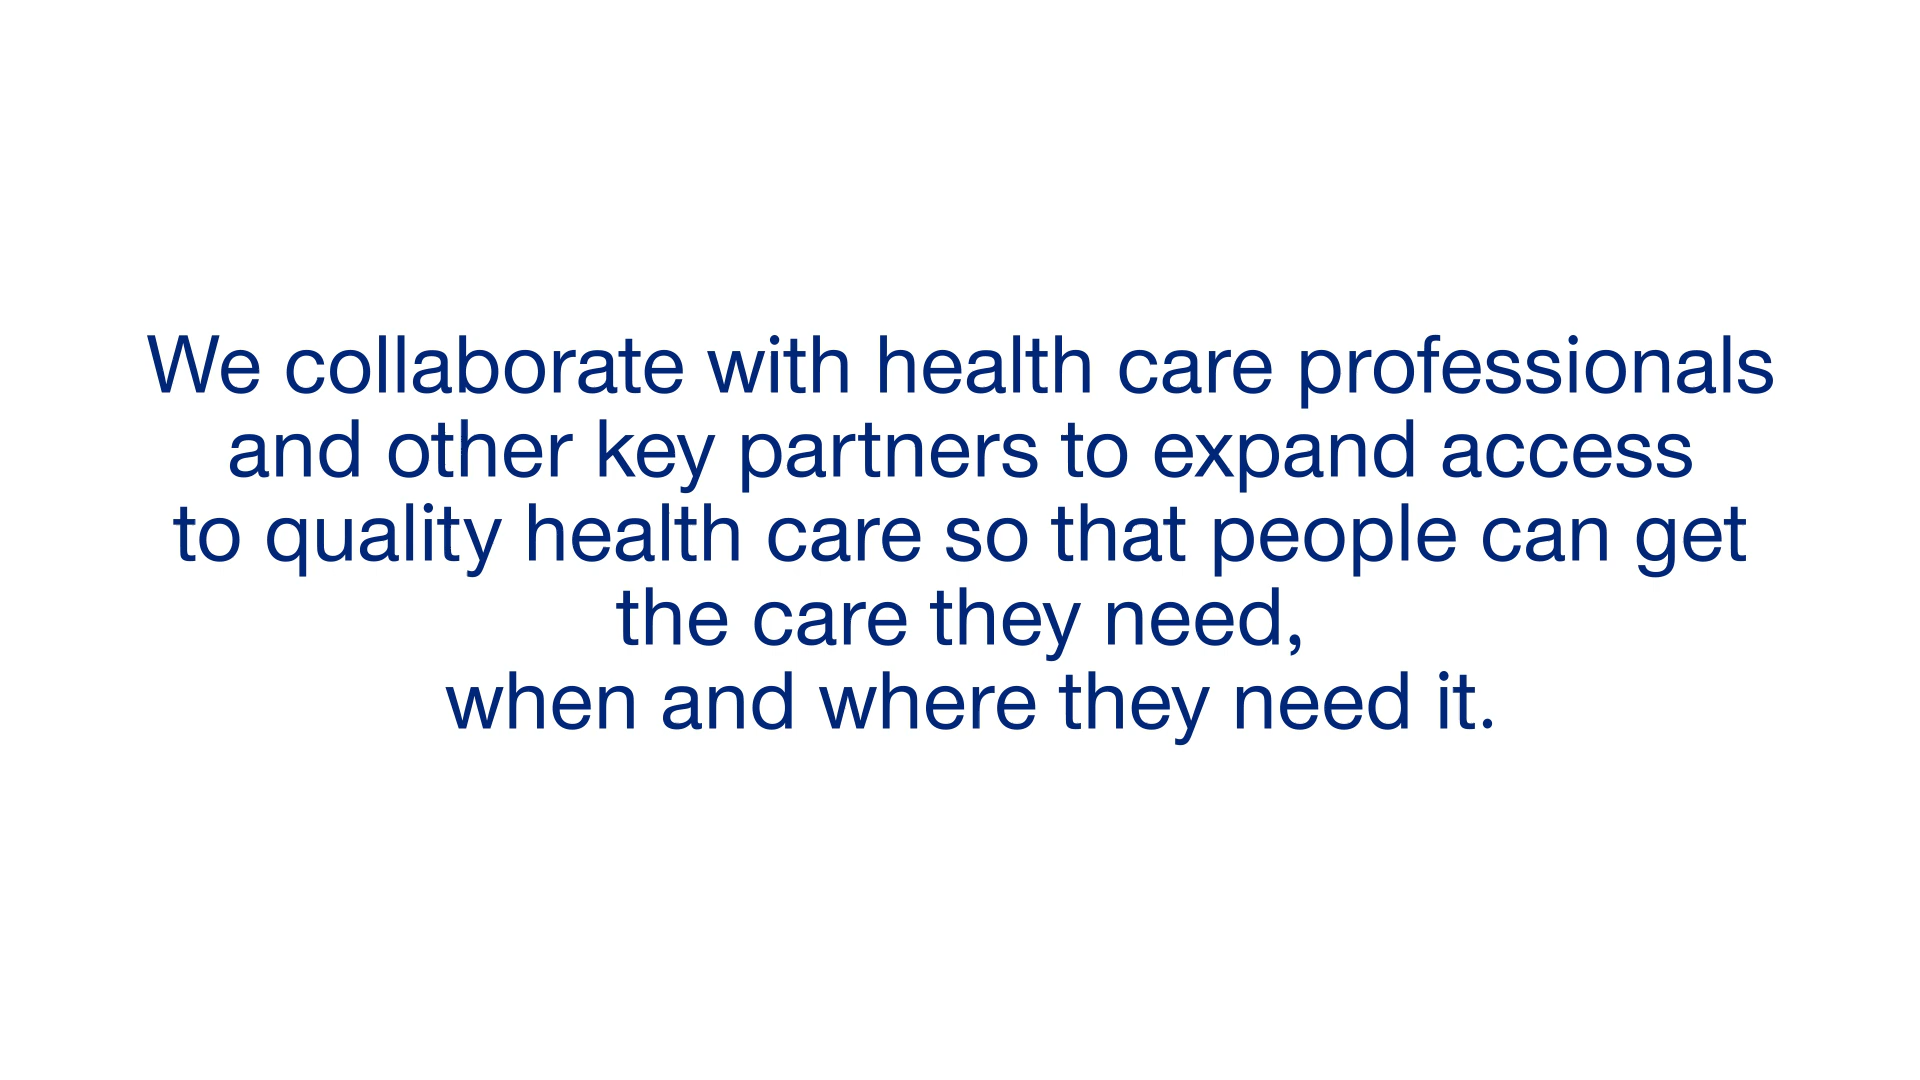 We collaborate with health care professionals
and other key partners to expand access
to quality health care so that people can get
the care they need,
when and where they need it.